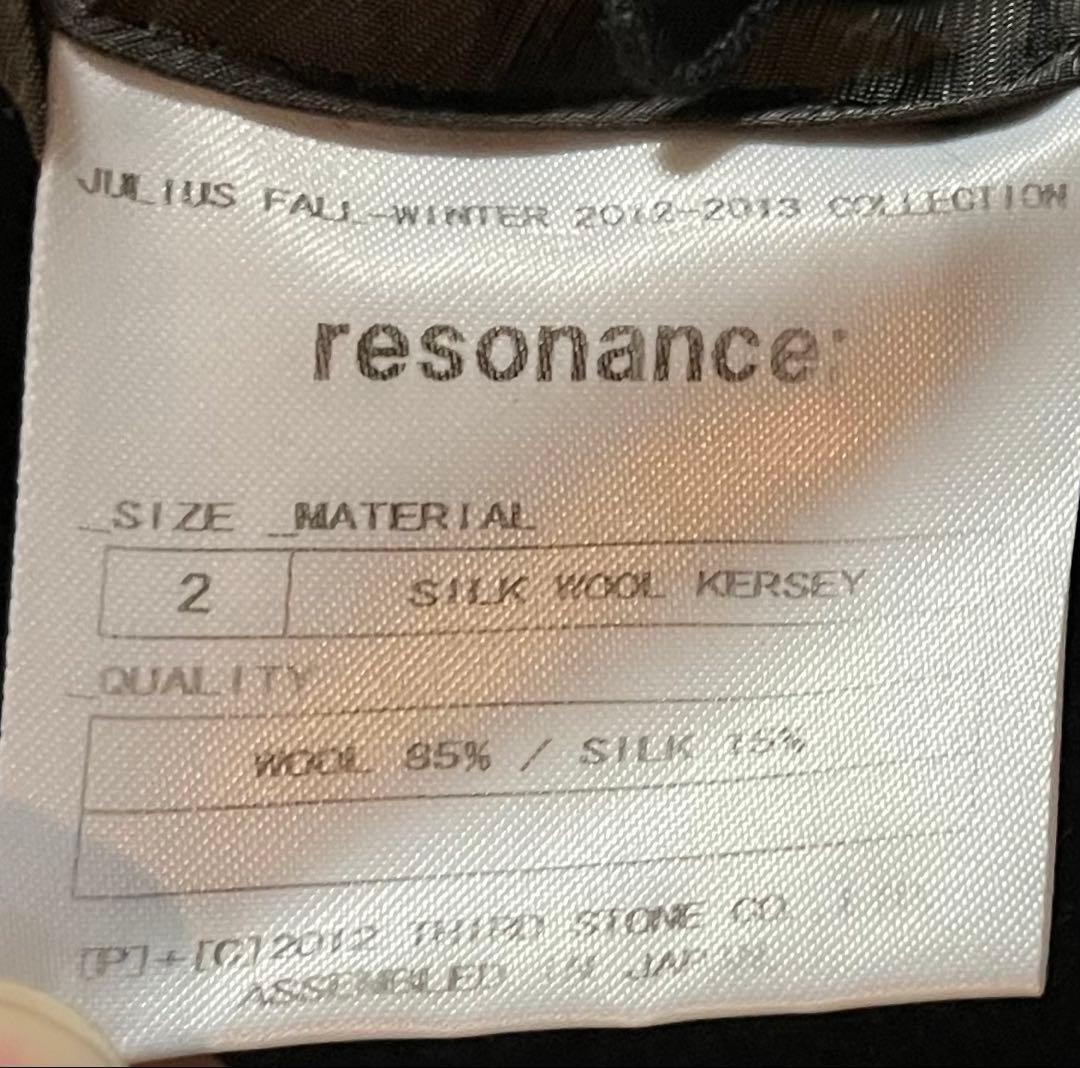 JULIUS FALL-WINTER 2012-2013 COLLECTION
resonance:
_SIZE _MATERIAL
2 SILK WOOL KERSEY
_QUALITY
WOOL 85% / SILK 15%
[P]+[C]2012 THIRD STONE CO.
ASSEMBLED IN JAPAN